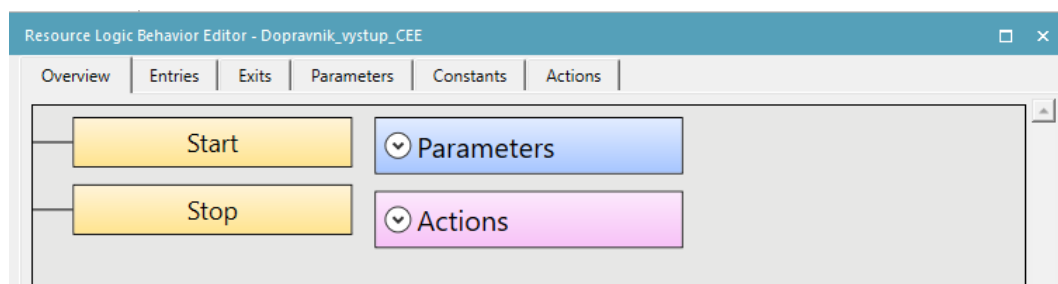 Resource Logic Behavior Editor - Dopravnik_vystup_CEE
Overview Entries Exits Parameters Constants Actions
Start Parameters
Stop Actions